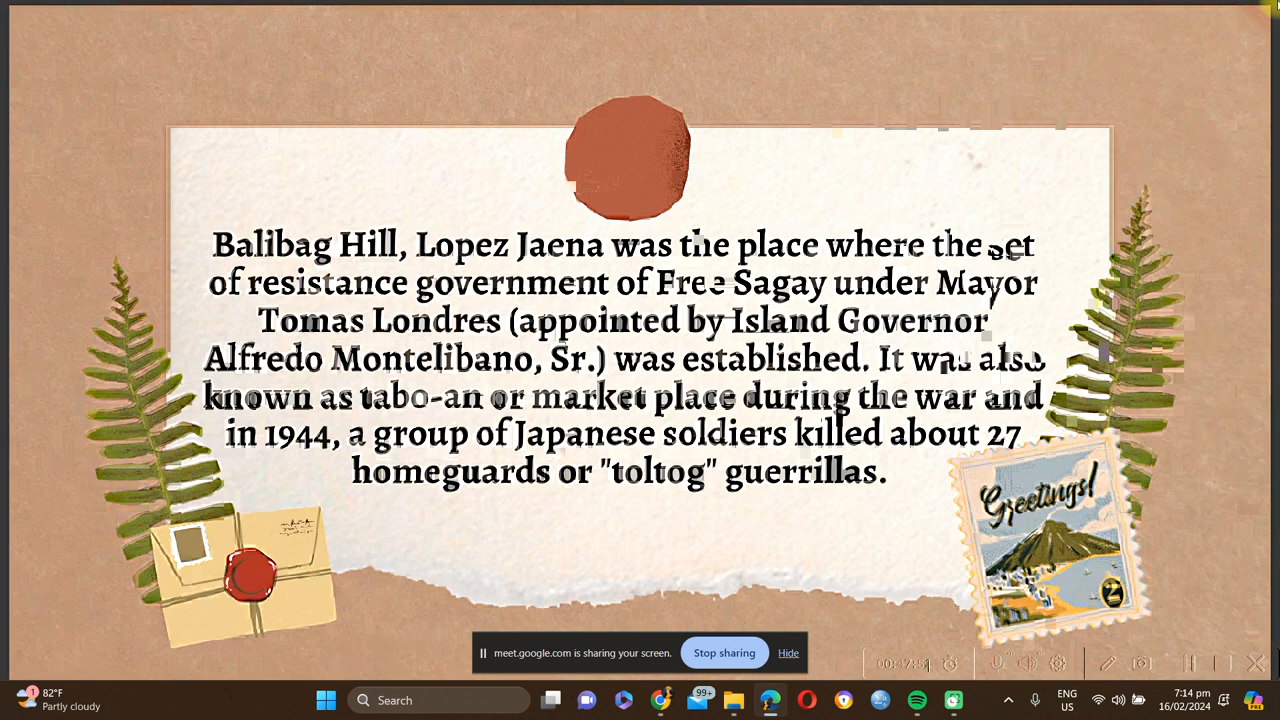 Balibag Hill, Lopez Jaena was the place where the set
of resistance government of Free Sagay under Mayor
Tomas Londres (appointed by Island Governor
Alfredo Montelibano, Sr.) was established. It was also
known as tabo-an or market place during the war and
in 1944, a group of Japanese soldiers killed about 27
homeguards or "toltog" guerrillas.
Greetings!
2
meet.google.com is sharing your screen.
Stop sharing
Hide
1
82°F
Partly cloudy
Search
99+
ENG
US
7:14 pm
16/02/2024
PRE